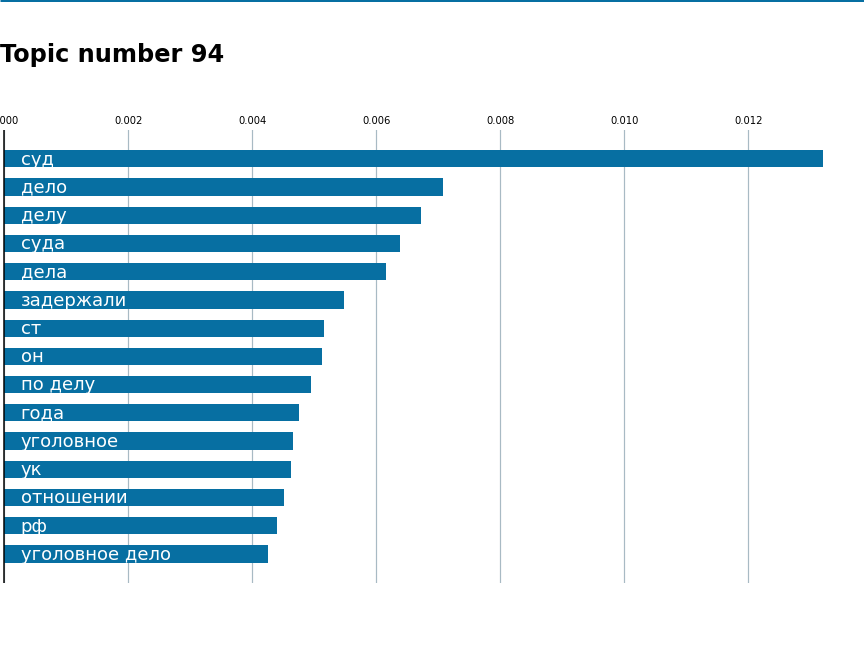 Topic number 94
000 0.002 0.004 0.006 0.008 0.010 0.012
суд
дело
делу
суда
дела
задержали
ст
он
по делу
года
уголовное
ук
отношении
рф
уголовное дело